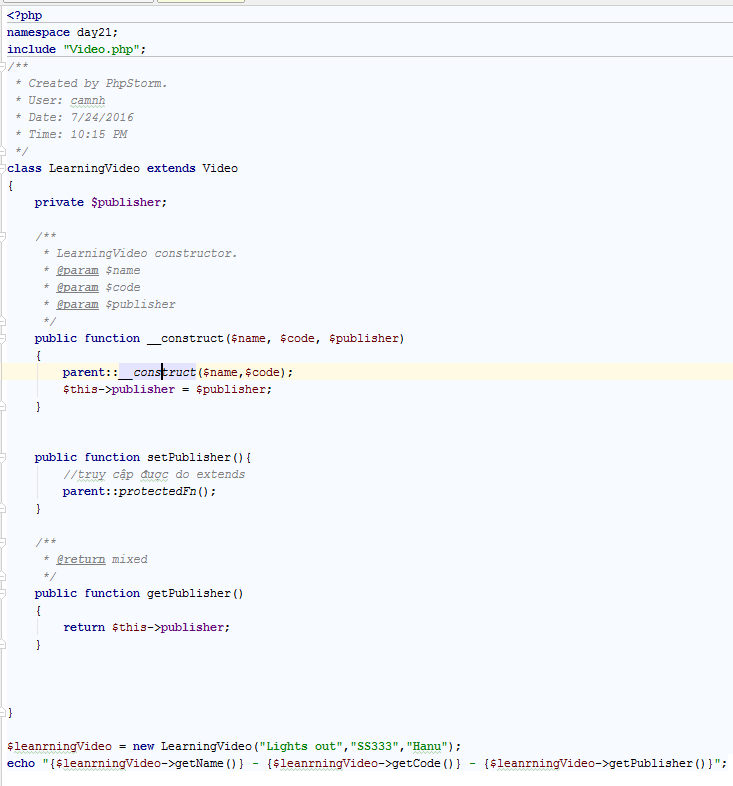 <?php
namespace day21;
include "Video.php";
/**
 * Created by PhpStorm.
 * User: camnh
 * Date: 7/24/2016
 * Time: 10:15 PM
 */
class LearningVideo extends Video
{
    private $publisher;

    /**
     * LearningVideo constructor.
     * @param $name
     * @param $code
     * @param $publisher
     */
    public function __construct($name, $code, $publisher)
    {
        parent::__construct($name,$code);
        $this->publisher = $publisher;
    }


    public function setPublisher(){
        //truy cập được do extends
        parent::protectedFn();
    }

    /**
     * @return mixed
     */
    public function getPublisher()
    {
        return $this->publisher;
    }



}

$leanrningVideo = new LearningVideo("Lights out","SS333","Hanu");
echo "{$leanrningVideo->getName()} - {$leanrningVideo->getCode()} - {$leanrningVideo->getPublisher()}";